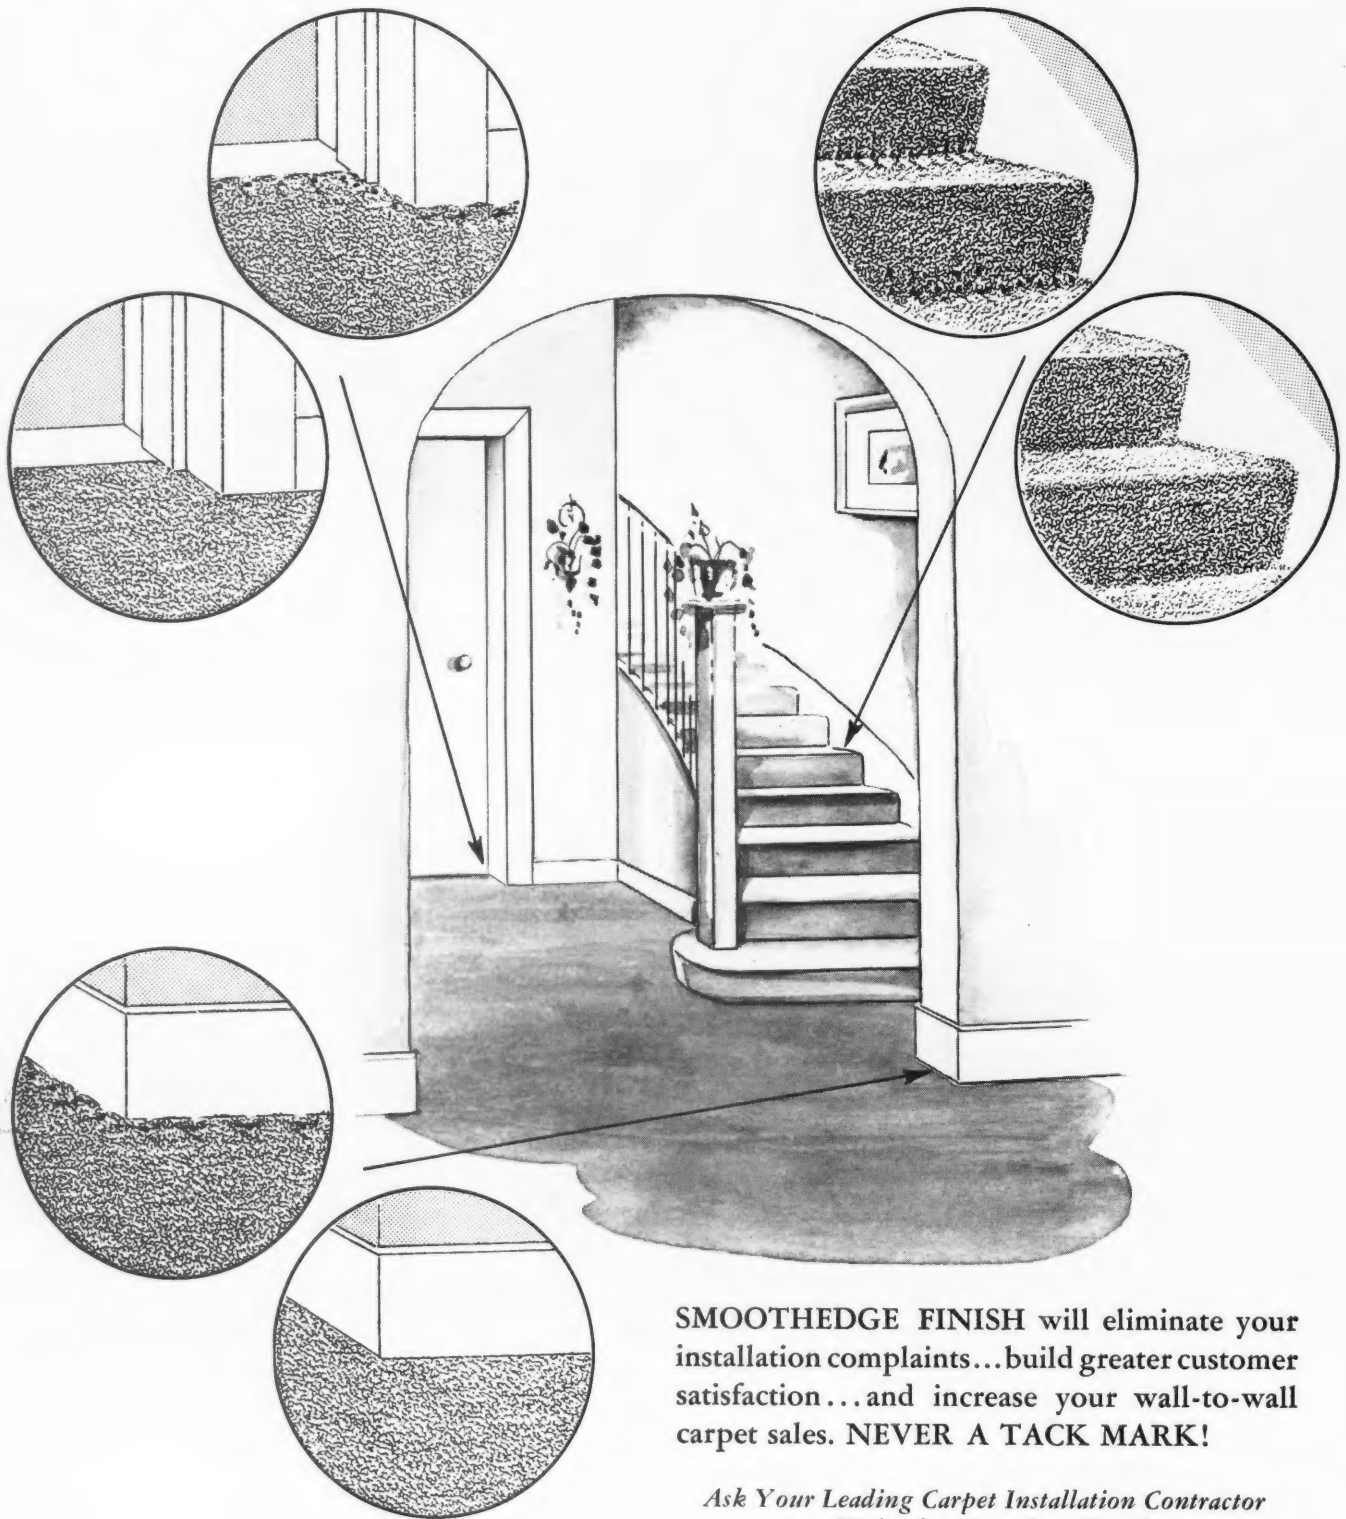 SMOOTHEDGE FINISH will eliminate your
installation complaints...build greater customer
satisfaction...and increase your wall-to-wall
carpet sales. NEVER A TACK MARK!
Ask Your Leading Carpet Installation Contractor